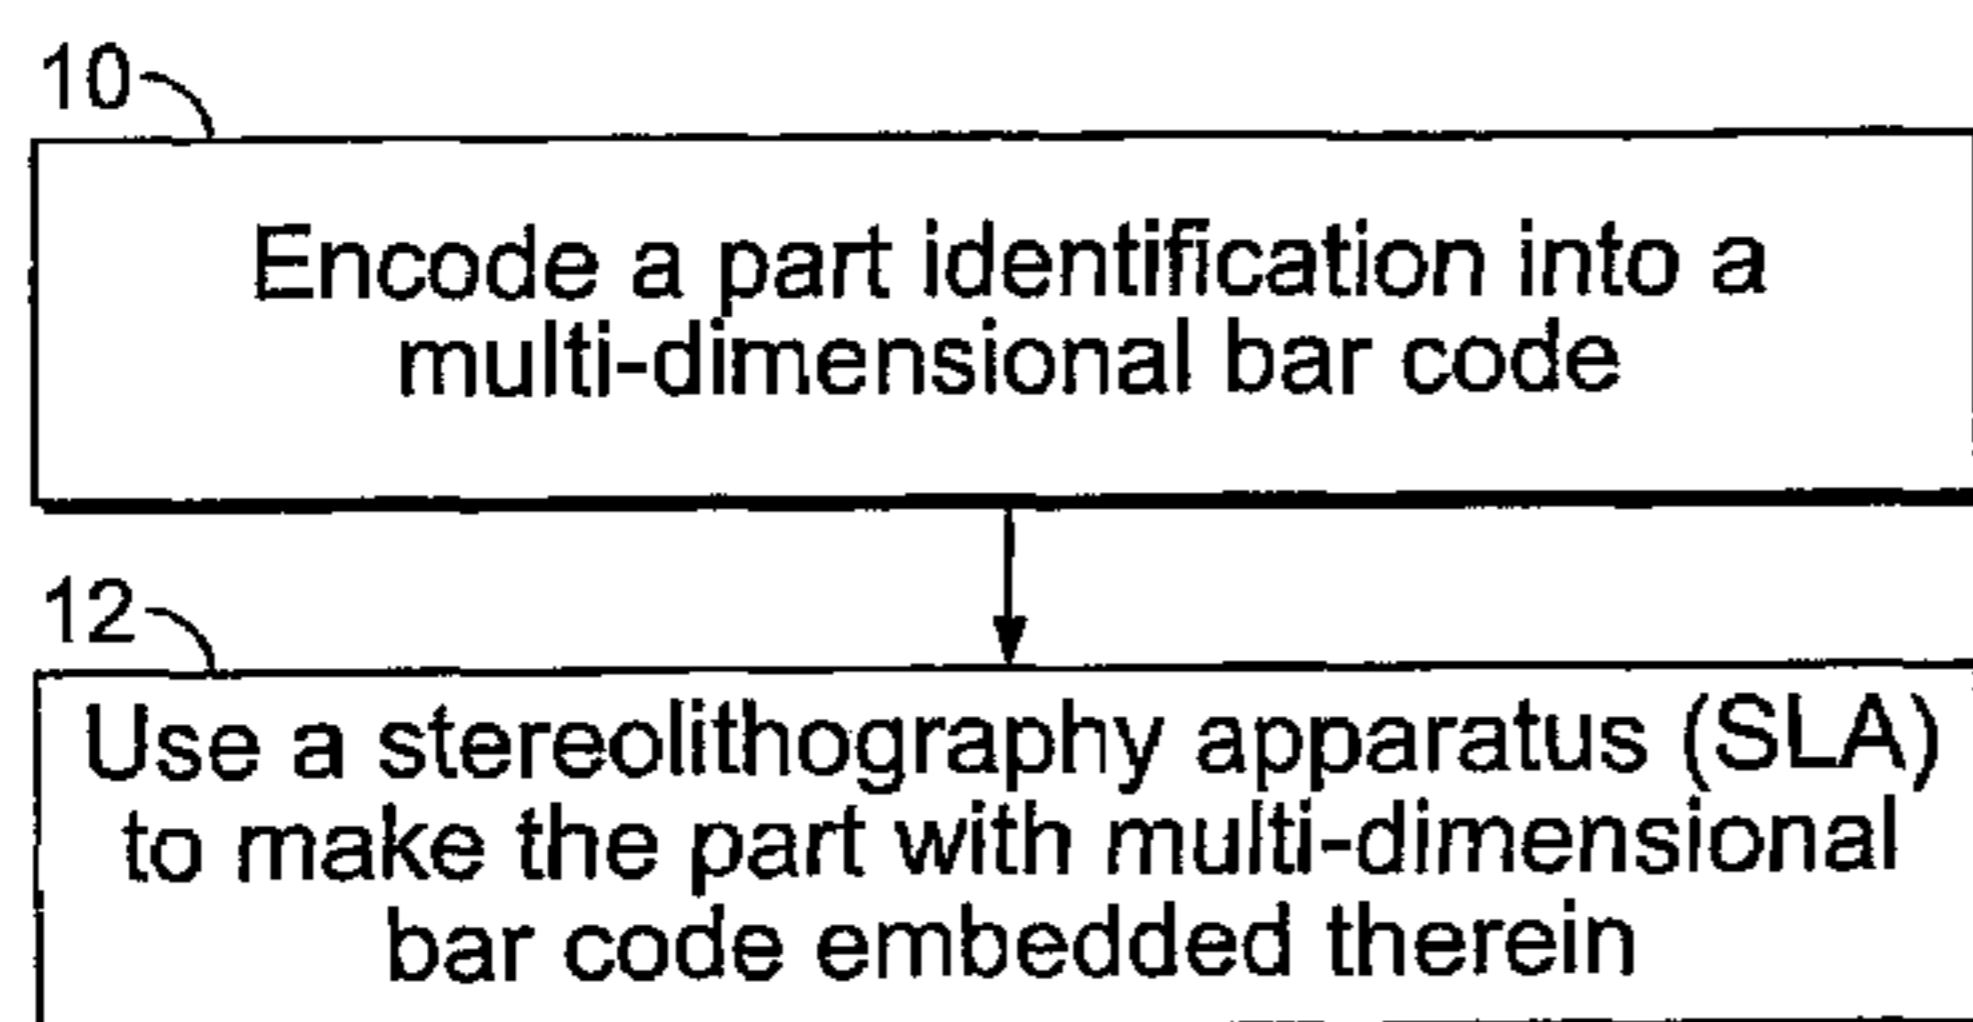 10
Encode a part identification into a
multi-dimensional bar code
12
Use a stereolithography apparatus (SLA)
to make the part with multi-dimensional
bar code embedded therein